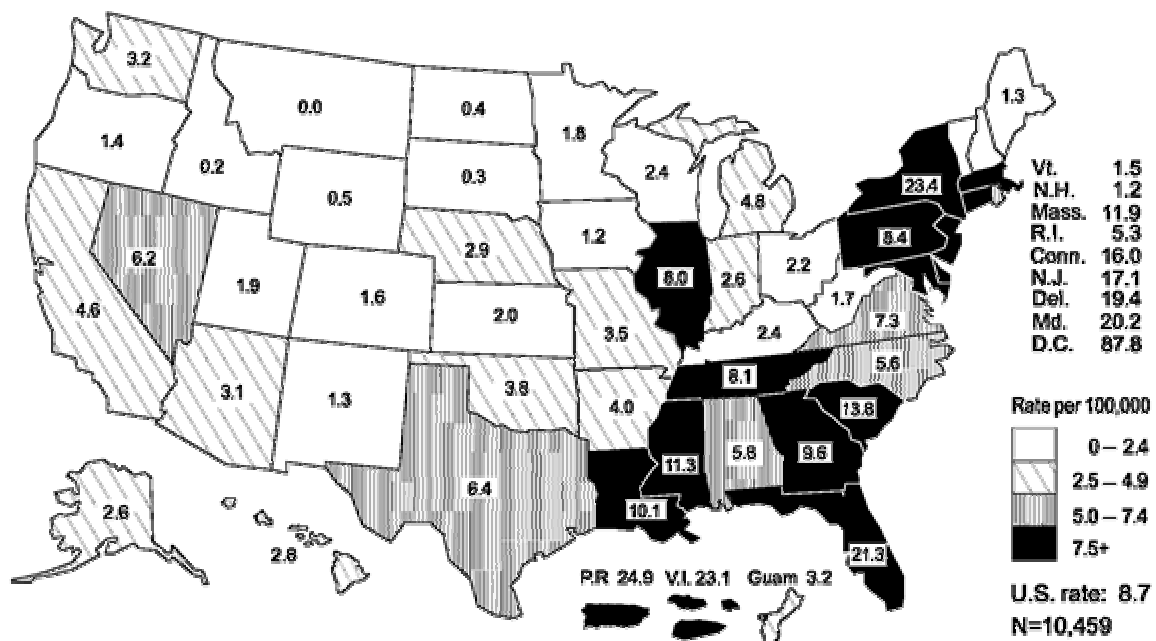 3.2
0.0
0.4
1.8
1.3
1.4
0.2
0.3
2.4
23.4
0.5
4.8
2.9
1.2
8.4
6.2
1.9
1.6
8.0
2.6
2.2
4.6
2.0
3.5
1.7
7.3
2.4
3.1
1.3
3.8
4.0
8.1
5.6
13.8
11.3
5.8
9.6
6.4
10.1
2.6
2.8
21.3
P.R 24.9 V.I. 23.1 Guam 3.2
Vt. 1.5
N.H. 1.2
Mass. 11.9
R.I. 5.3
Conn. 16.0
N.J. 17.1
Del. 19.4
Md. 20.2
D.C. 87.8
Rate per 100,000
0 – 2.4
2.5 – 4.9
5.0 – 7.4
7.5+
U.S. rate: 8.7
N=10,459